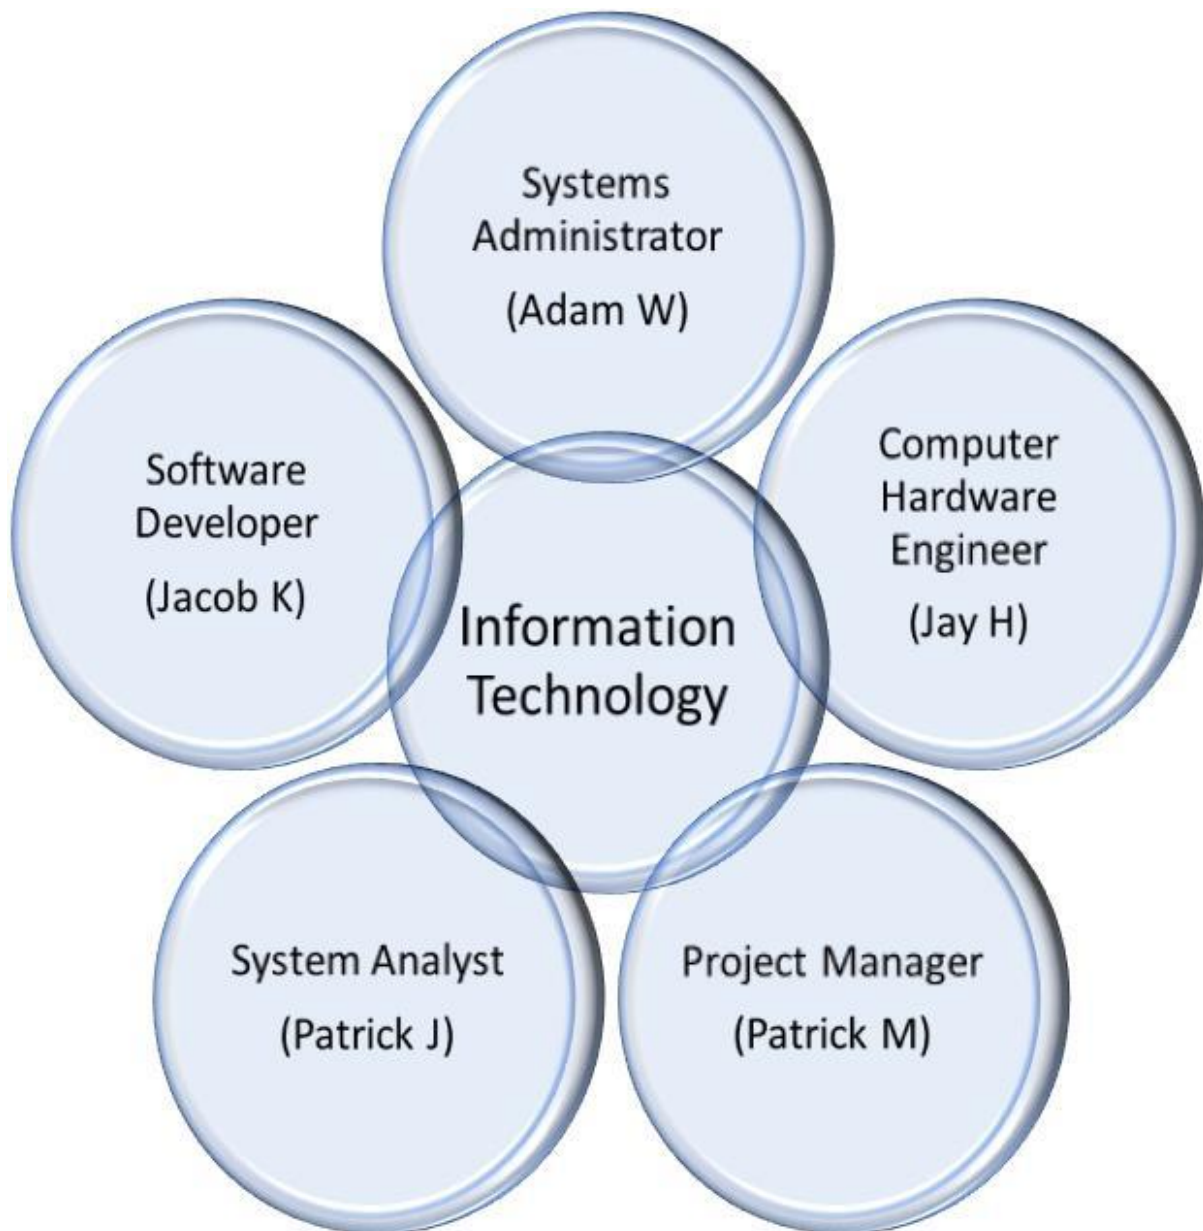 Systems
Administrator
(Adam W)
Software
Developer
(Jacob K)
Computer
Hardware
Engineer
(Jay H)
Information
Technology
System Analyst
(Patrick J)
Project Manager
(Patrick M)